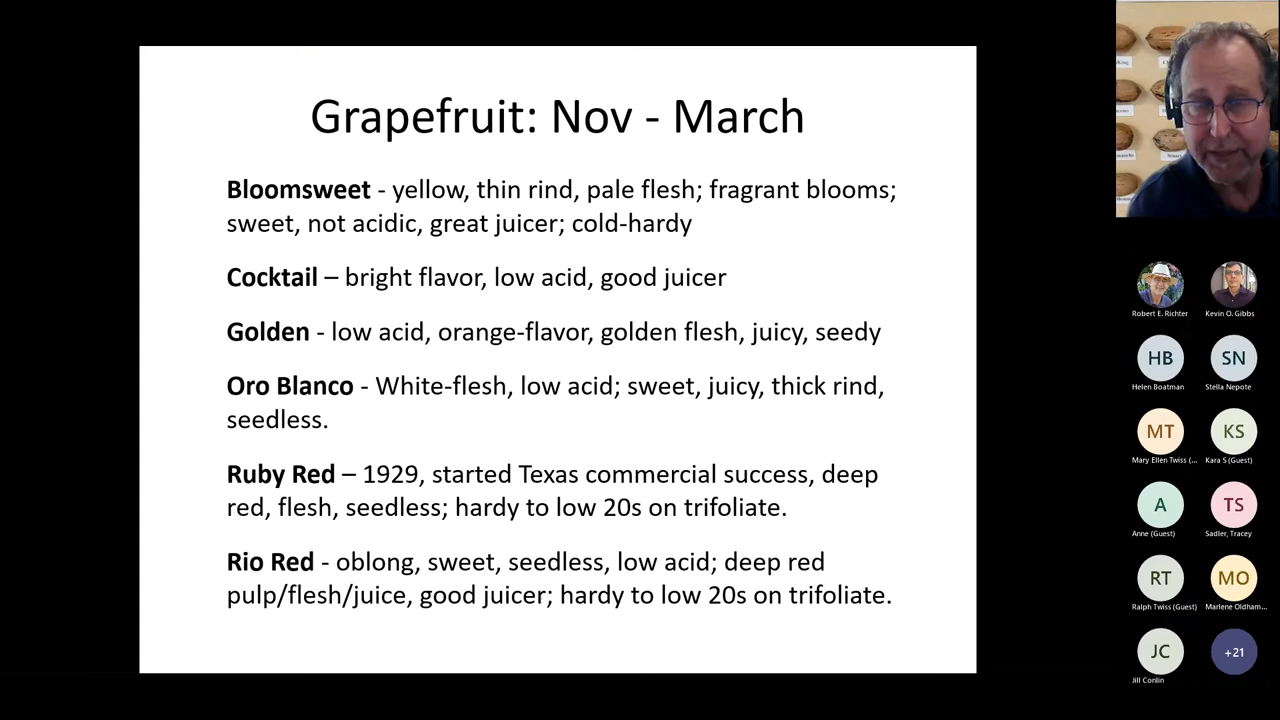 Grapefruit: Nov - March
Bloomsweet - yellow, thin rind, pale flesh; fragrant blooms;
sweet, not acidic, great juicer; cold-hardy
Cocktail – bright flavor, low acid, good juicer
Golden - low acid, orange-flavor, golden flesh, juicy, seedy
Oro Blanco - White-flesh, low acid; sweet, juicy, thick rind,
seedless.
Ruby Red – 1929, started Texas commercial success, deep
red, flesh, seedless; hardy to low 20s on trifoliate.
Rio Red - oblong, sweet, seedless, low acid; deep red
pulp/flesh/juice, good juicer; hardy to low 20s on trifoliate.
Robert E. Richter
Kevin O. Gibbs
HB
SN
Helen Boatman
Stella Nepote
MT
KS
Mary Ellen Twiss (...
Kara S (Guest)
A
TS
Anne (Guest)
Sadler, Tracey
RT
MO
Ralph Twiss (Guest)
Marlene Oldham...
JC
+21
Jill Conlin